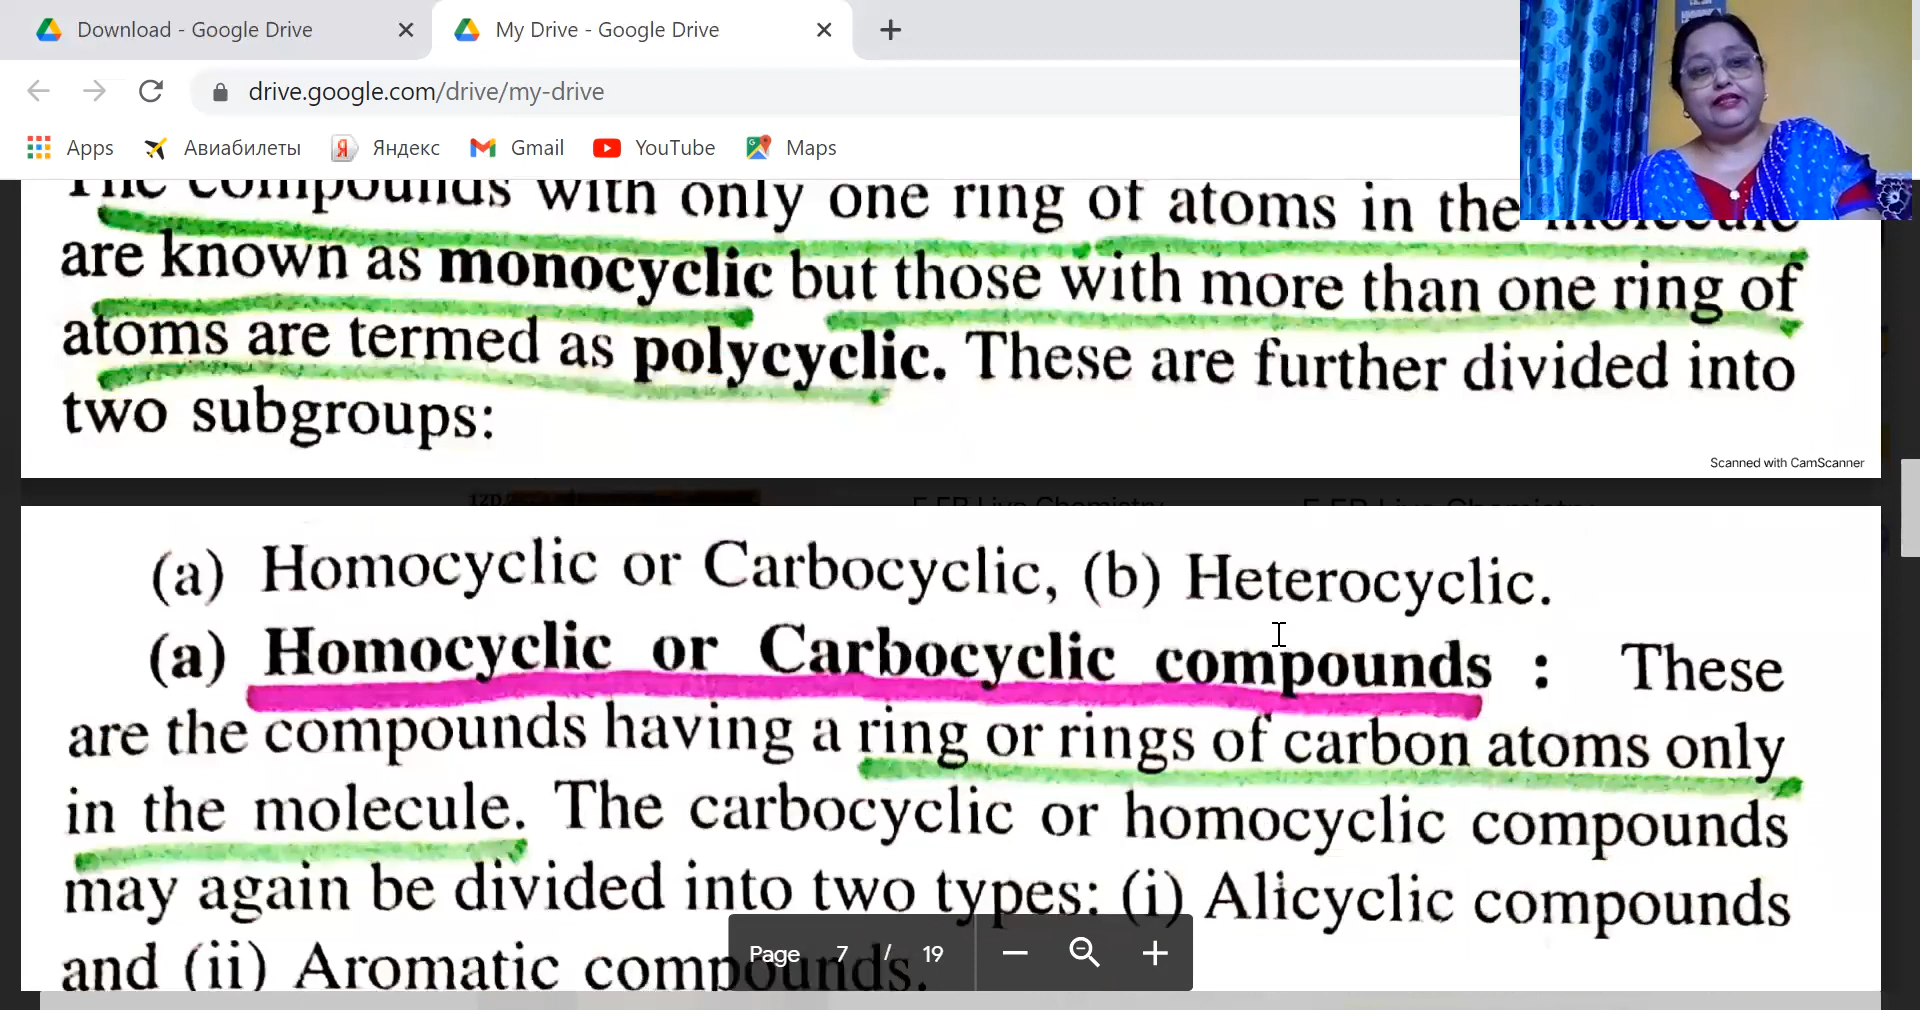 Download - Google Drive
My Drive - Google Drive
drive.google.com/drive/my-drive
Apps
Авиабилеты
Яндекс
Gmail
YouTube
Maps
The compounds with only one ring of atoms in the molecule
are known as monocyclic but those with more than one ring of
atoms are termed as polycyclic. These are further divided into
two subgroups:
Scanned with CamScanner
(a) Homocyclic or Carbocyclic, (b) Heterocyclic.
(a) Homocyclic or Carbocyclic compounds : These
are the compounds having a ring or rings of carbon atoms only
in the molecule. The carbocyclic or homocyclic compounds
may again be divided into two types: (i) Alicyclic compounds
and (ii) Aromatic compounds.
Page 7 / 19